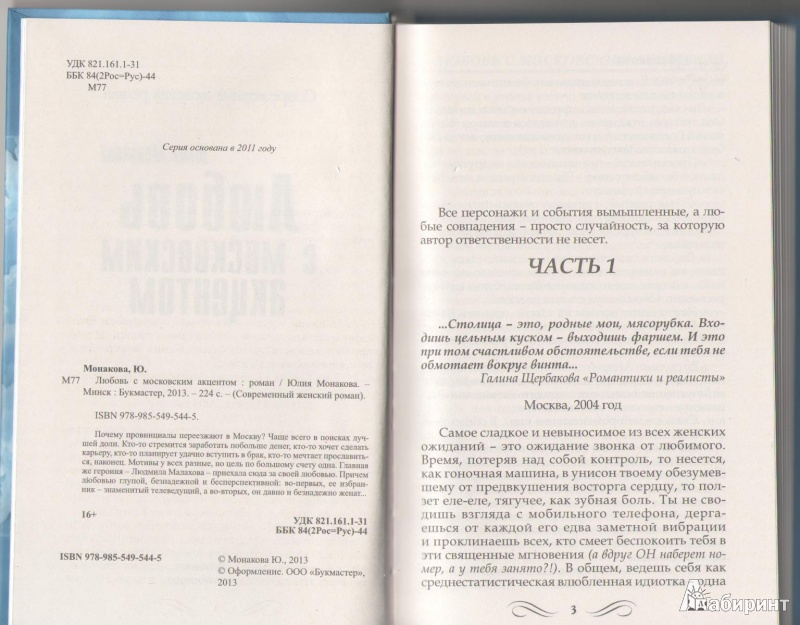 УДК 821.161.1-31
ББК 84(2Рос=Рус)-44
М77
Серия основана в 2011 году
Монакова, Ю.
М77 Любовь с московским акцентом : роман / Юлия Монакова. –
Минск : Букмастер, 2013. – 224 с. – (Современный женский роман).
ISBN 978-985-549-544-5.
Почему провинциалы переезжают в Москву? Чаще всего в поисках луч-
шей доли. Кто-то стремится заработать побольше денег, кто-то хочет сделать
карьеру, кто-то планирует удачно вступить в брак, кто-то мечтает прославить-
ся, наконец. Мотивы у всех разные, но цель по большому счету одна. Главная
же героиня – Людмила Малахова – приехала сюда за своей любовью. Причем
любовью глупой, безнадежной и бесперспективной: во-первых, ее избран-
ник – знаменитый телеведущий, а во-вторых, он давно и безнадежно женат...
16+
УДК 821.161.1-31
ББК 84(2Рос=Рус)-44
ISBN 978-985-549-544-5
© Монакова Ю., 2013
© Оформление. ООО «Букмастер»,
2013
Все персонажи и события вымышленные, а лю-
бые совпадения – просто случайность, за которую
автор ответственности не несет.
ЧАСТЬ 1
...Столица – это, родные мои, мясорубка. Вхо-
дишь цельным куском – выходишь фаршем. И это
при том счастливом обстоятельстве, если тебя не
обмотает вокруг винта...
Галина Щербакова «Романтики и реалисты»
Москва, 2004 год
Самое сладкое и невыносимое из всех женских
ожиданий – это ожидание звонка от любимого.
Время, потеряв над собой контроль, то несется,
как гоночная машина, в унисон твоему обезумев-
шему от предвкушения восторга сердцу, то пол-
зет еле-еле, тягучее, как зубная боль. Ты не сво-
дишь взгляда с мобильного телефона, дерга-
ешься от каждой его едва заметной вибрации
и проклинаешь всех, кто смеет беспокоить тебя в
эти священные мгновения (а вдруг ОН наберет но-
мер, а у тебя занято?!). В общем, ведешь себя как
среднестатистическая влюбленная идиотка, одна
3
Лабиринт